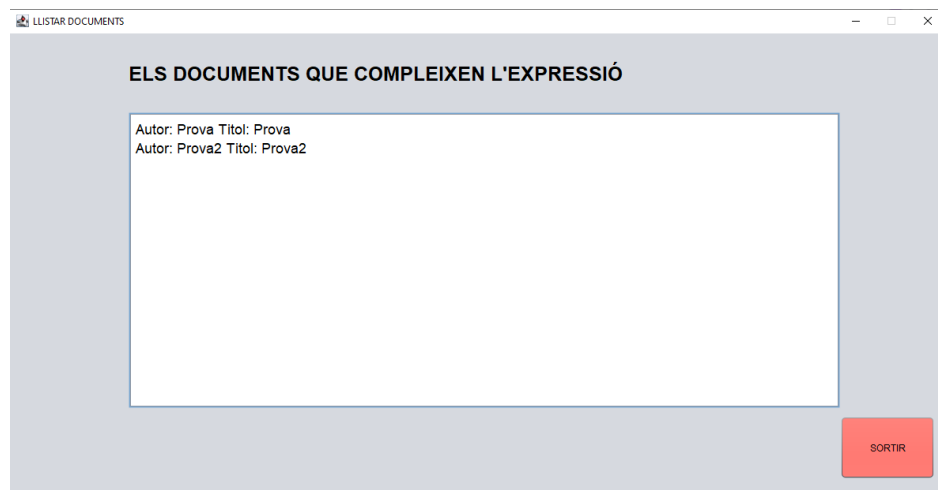 LLISTAR DOCUMENTS
ELS DOCUMENTS QUE COMPLEIXEN L'EXPRESSIÓ
Autor: Prova Titol: Prova
Autor: Prova2 Titol: Prova2
SORTIR